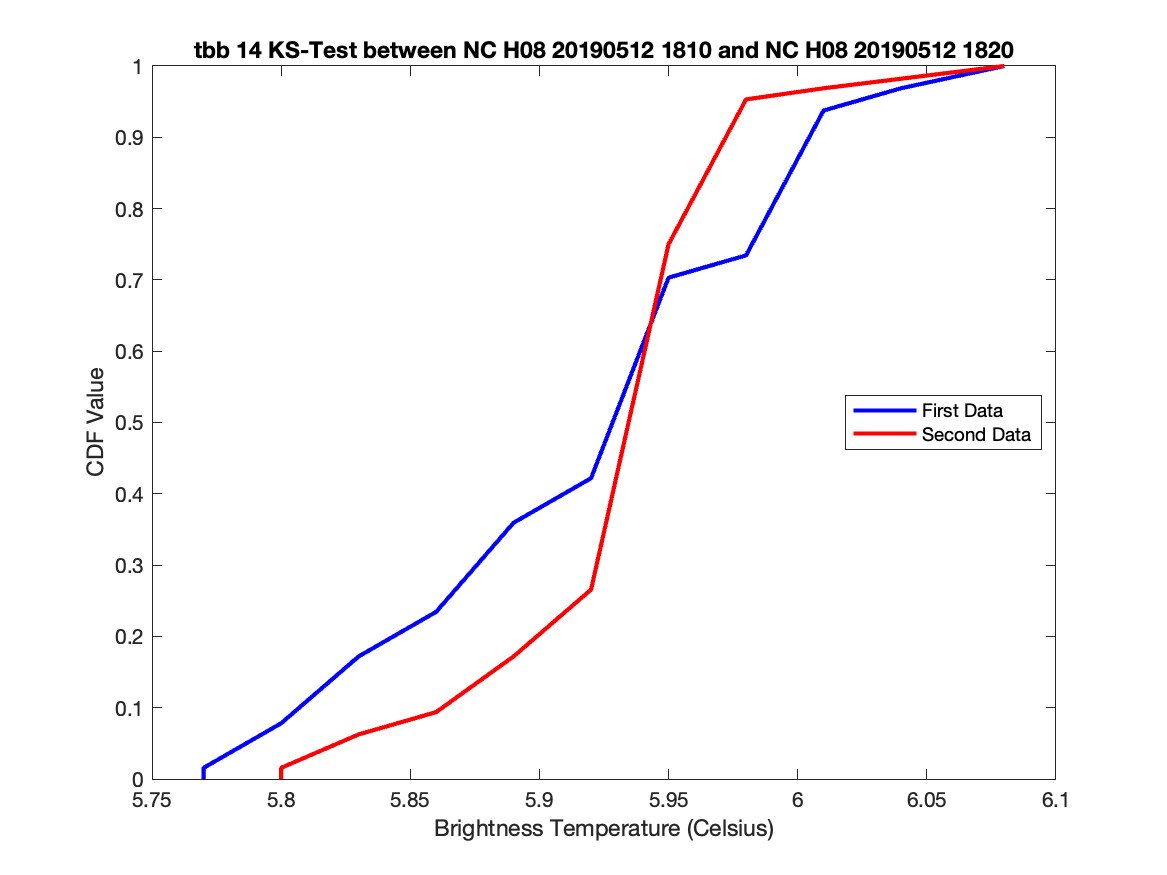 tbb 14 KS-Test between NC H08 20190512 1810 and NC H08 20190512 1820
1
0.9
0.8
0.7
0.6
0.5
0.4
0.3
0.2
0.1
0
CDF Value
First Data
Second Data
5.75 5.8 5.85 5.9 5.95 6 6.05 6.1
Brightness Temperature (Celsius)